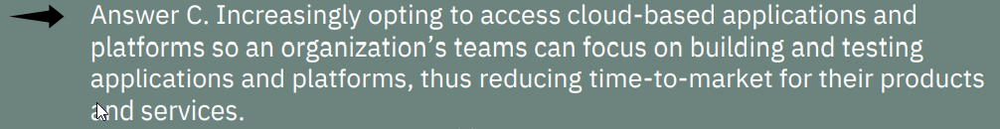 Answer C. Increasingly opting to access cloud-based applications and
platforms so an organization’s teams can focus on building and testing
applications and platforms, thus reducing time-to-market for their products
and services.